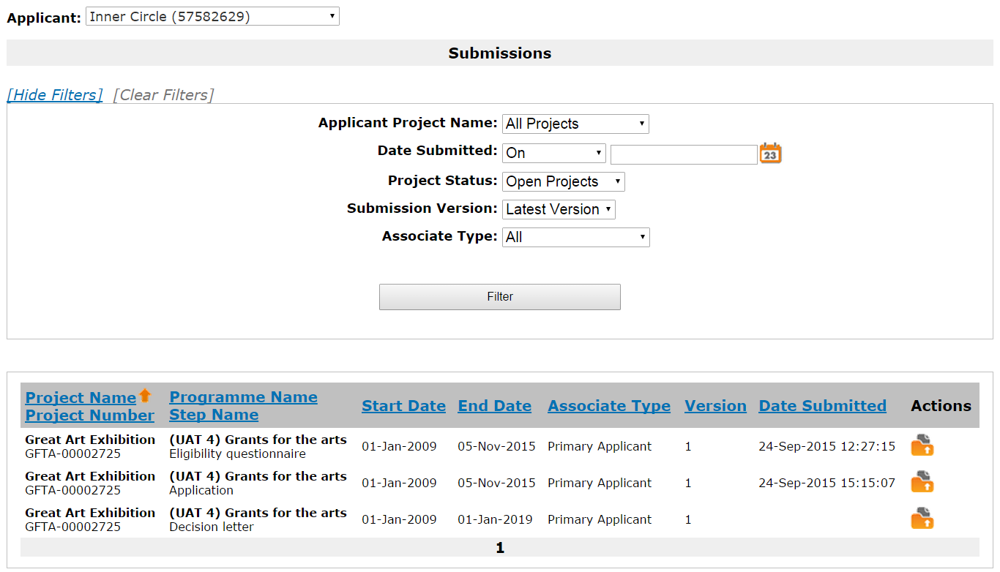 Applicant: Inner Circle (57582629)
Submissions
[Hide Filters] [Clear Filters]
Applicant Project Name: All Projects
Date Submitted: On 23
Project Status: Open Projects
Submission Version: Latest Version
Associate Type: All
Filter
Project Name Programme Name
Project Number Step Name Start Date End Date Associate Type Version Date Submitted Actions
Great Art Exhibition (UAT 4) Grants for the arts
GFTA-00002725 Eligibility questionnaire 01-Jan-2009 05-Nov-2015 Primary Applicant 1 24-Sep-2015 12:27:15
Great Art Exhibition (UAT 4) Grants for the arts
GFTA-00002725 Application 01-Jan-2009 05-Nov-2015 Primary Applicant 1 24-Sep-2015 15:15:07
Great Art Exhibition (UAT 4) Grants for the arts
GFTA-00002725 Decision letter 01-Jan-2009 01-Jan-2019 Primary Applicant 1
1